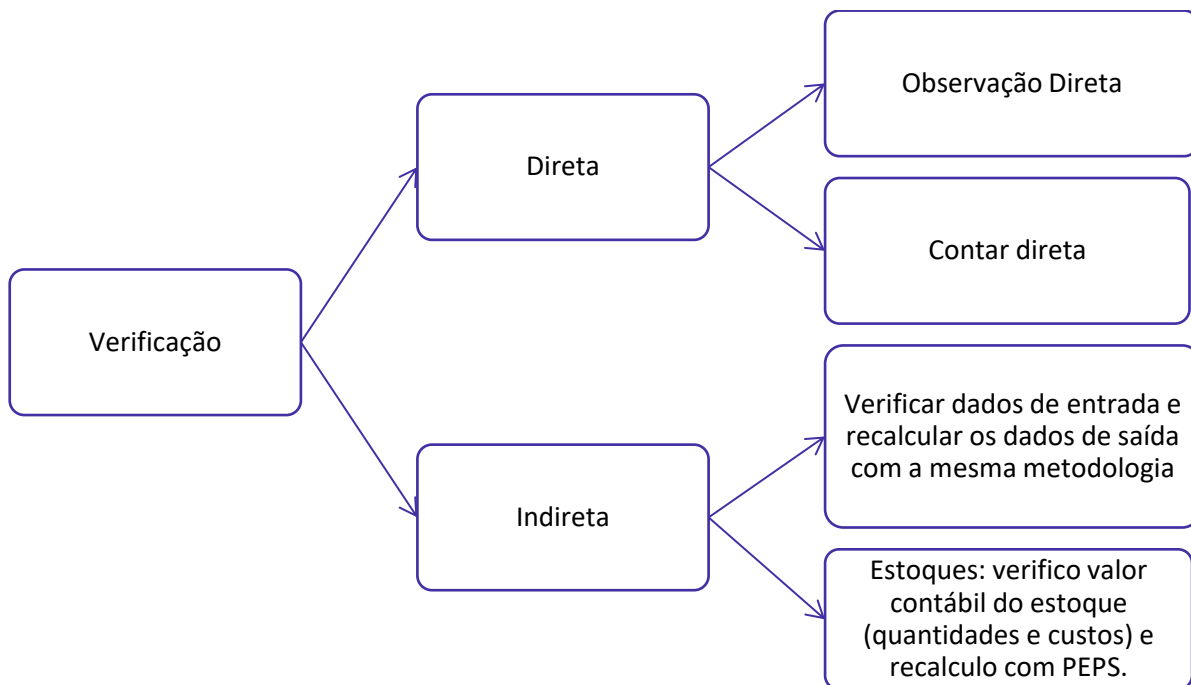 Observação Direta
Direta
Contar direta
Verificação
Verificar dados de entrada e
recalcular os dados de saída
com a mesma metodologia
Indireta
Estoques: verifico valor
contábil do estoque
(quantidades e custos) e
recalculo com PEPS.